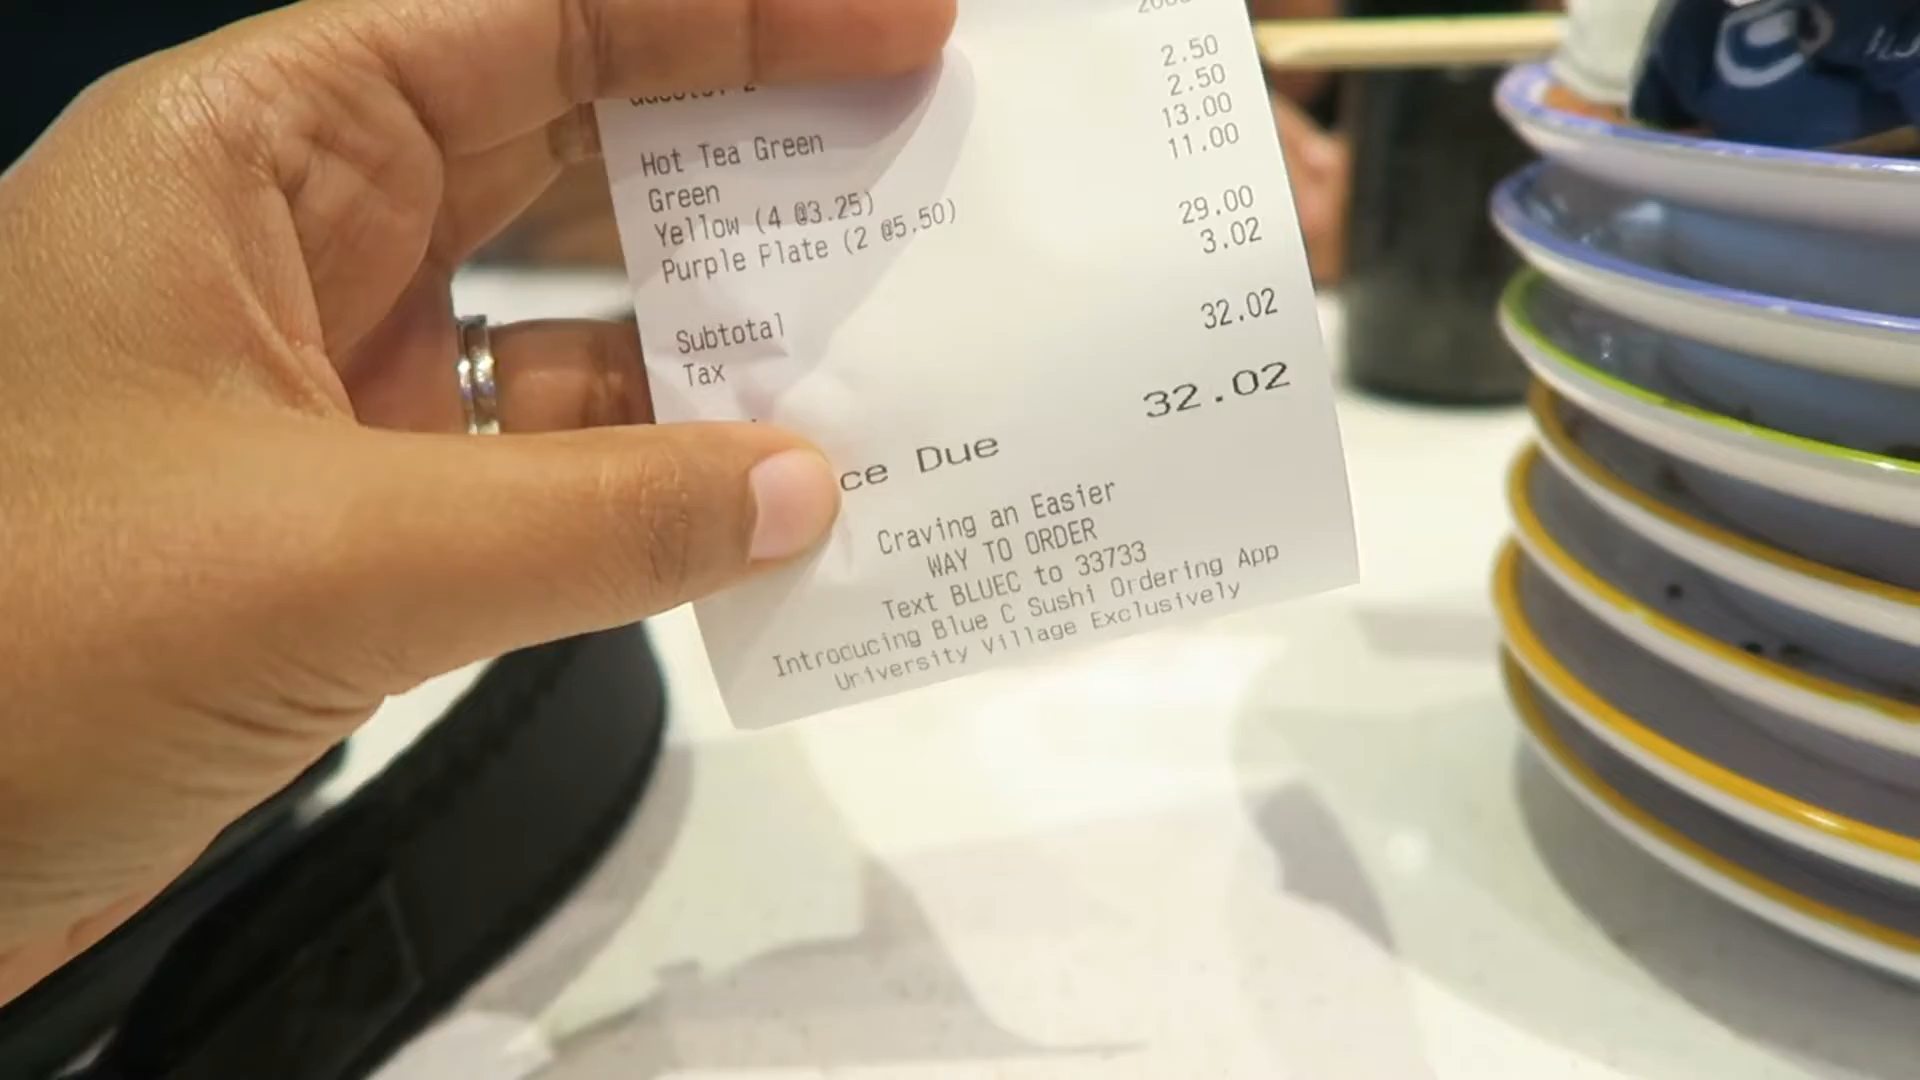 Hot Tea Green 2.50
Green 2.50
Yellow (4 @3.25) 13.00
Purple Plate (2 @5.50) 11.00
Subtotal 29.00
Tax 3.02
32.02
ce Due 32.02
Craving an Easier
WAY TO ORDER
Text BLUEC to 33733
Introducing Blue C Sushi Ordering App
University Village Exclusively